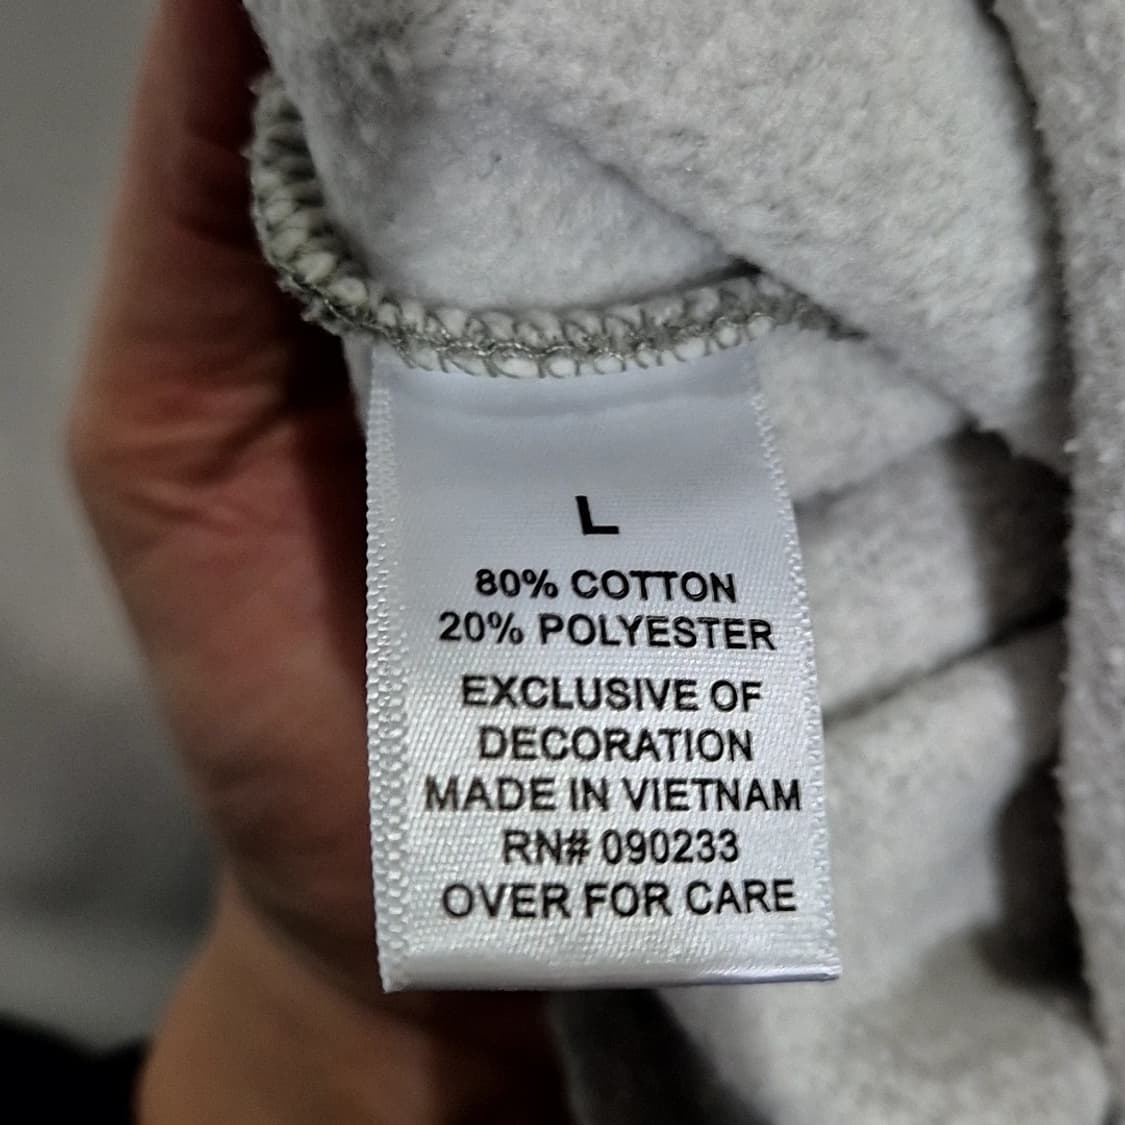 L
80% COTTON
20% POLYESTER
EXCLUSIVE OF
DECORATION
MADE IN VIETNAM
RN# 090233
OVER FOR CARE